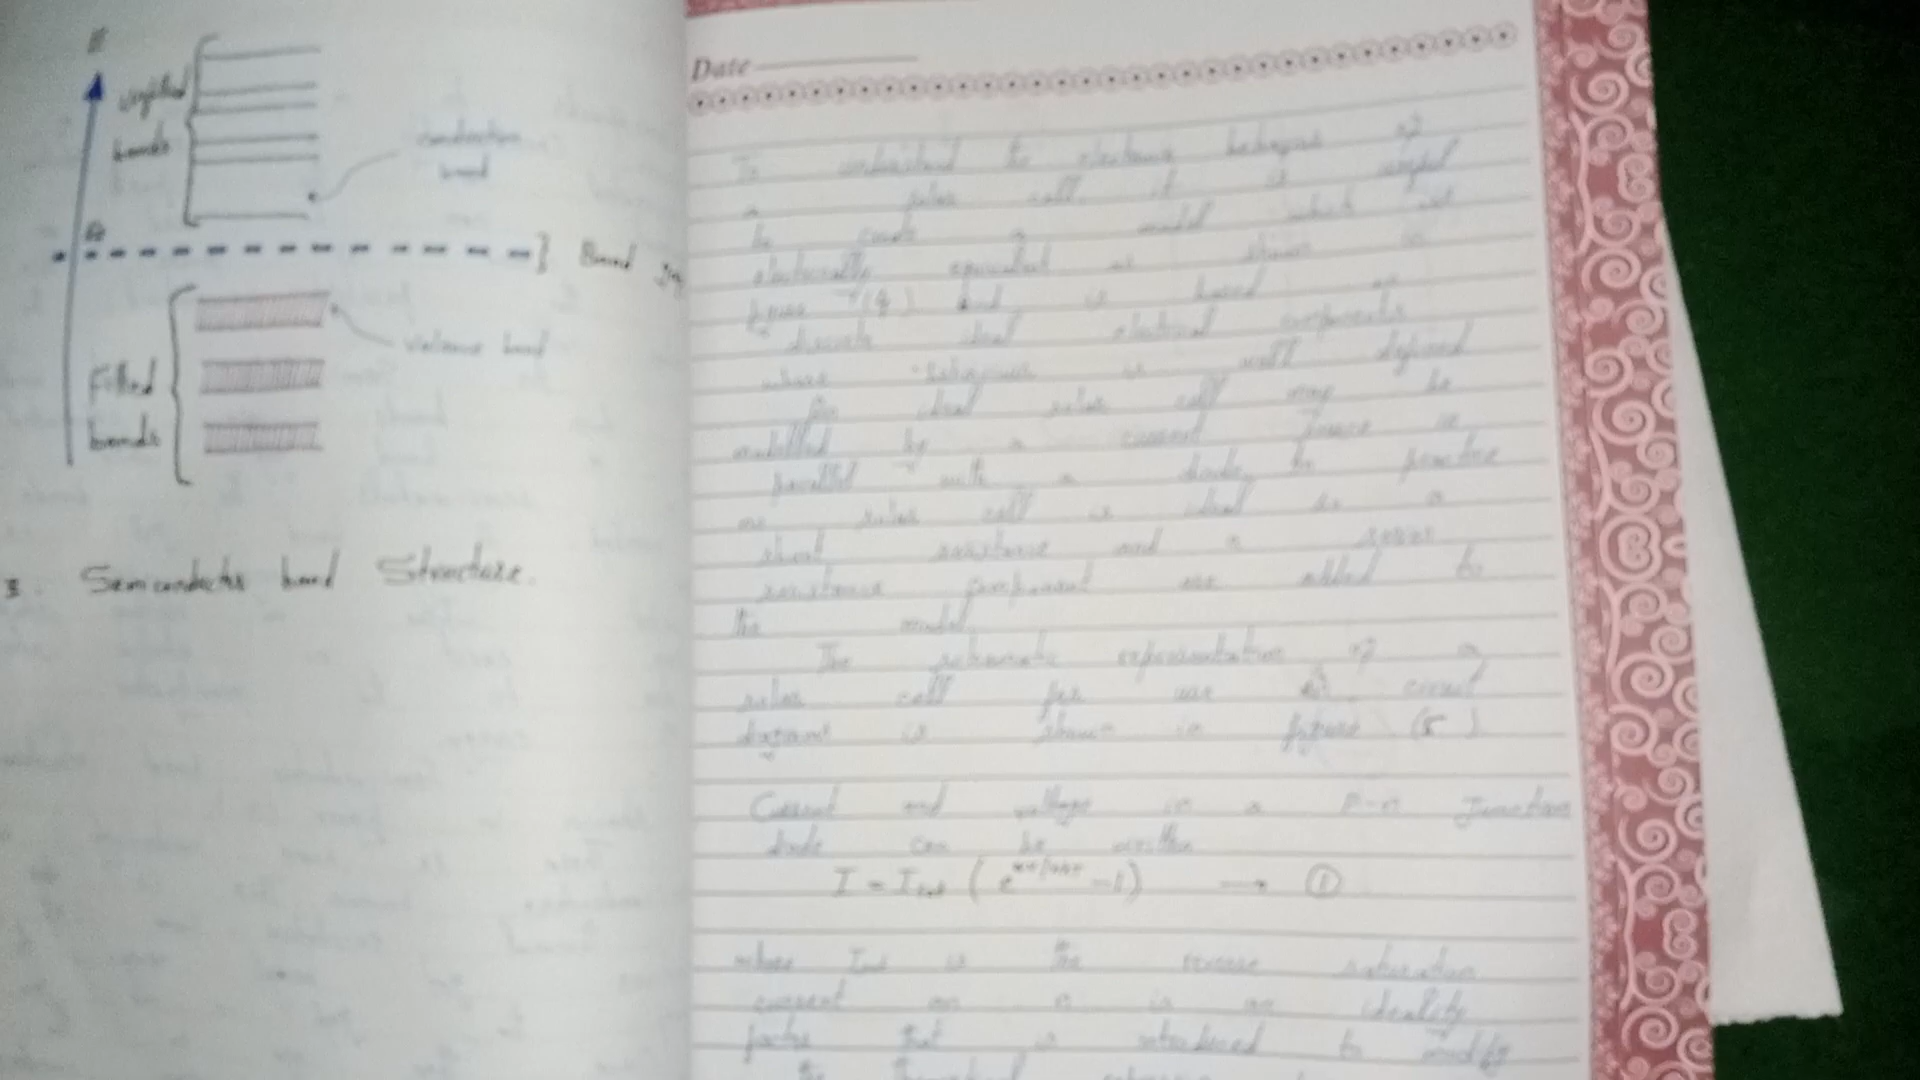 E
unfilled
bands
conduction
band
Band gap
valence band
Filled
bands
3. Semiconductor band Structure.
Date
To understand the electronic behaviour of
a solar cell, it is useful
to create a model which is
electrically equivalent as shown in
figure (4) and is based on
discrete ideal electrical components
whose behaviour is well defined
An ideal solar cell may be
modelled by a current source in
parallel with a diode, in practice
no solar cell is ideal so a
shunt resistance and a series
resistance component are added to
the model.
The schematic representation of a
solar cell for use in circuit
diagrams is shown in figure (5)
Current and voltage in a P-n Junction
diode can be written
I = I ( e -1) → ①
where I is the reverse saturation
current an n is an ideality
factor that is introduced to modify
the theoretical